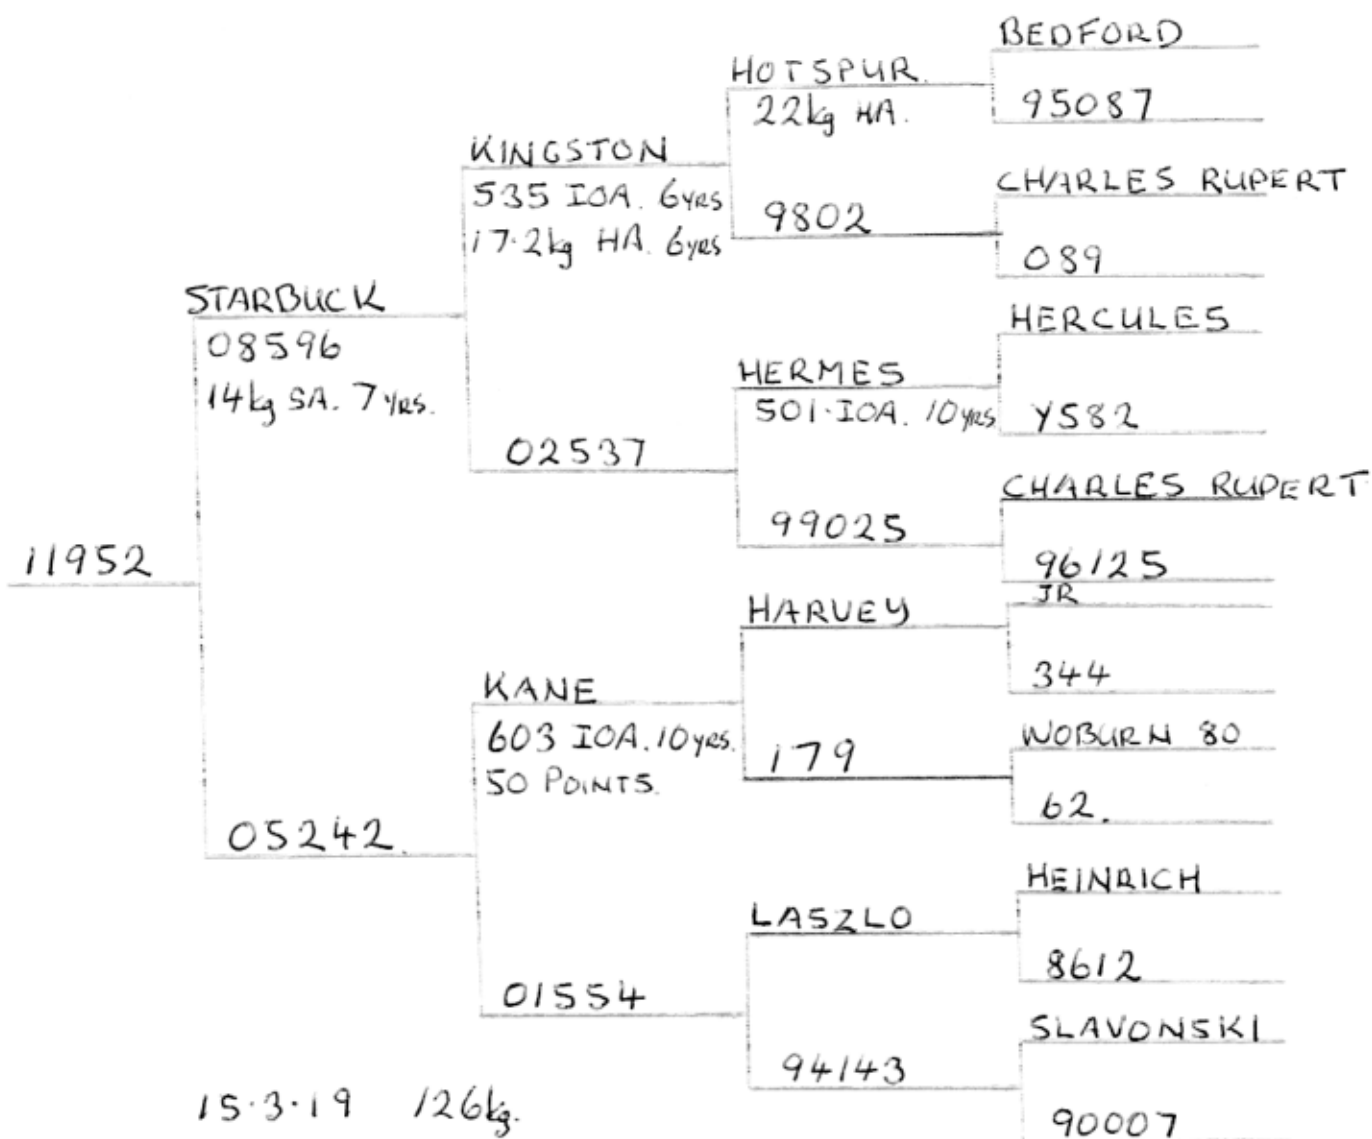 BEDFORD
HOTSPUR.
22kg HA.
95087
KINGSTON
535 IOA. 6YRS
17.2kg HA. 6YRS
CHARLES RUPERT
9802
089
STARBUCK
08596
14kg SA. 7YRS.
HERCULES
HERMES
501.IOA. 10YRS
Y582
02537
CHARLES RUPERT
99025
96125
11952
JR
HARVEY
344
KANE
603 IOA. 10YRS.
50 POINTS.
WOBURN 80
179
62.
05242.
HEINRICH
LASZLO
8612
01554
SLAVONSKI
94143
90007
15.3.19 126kg.